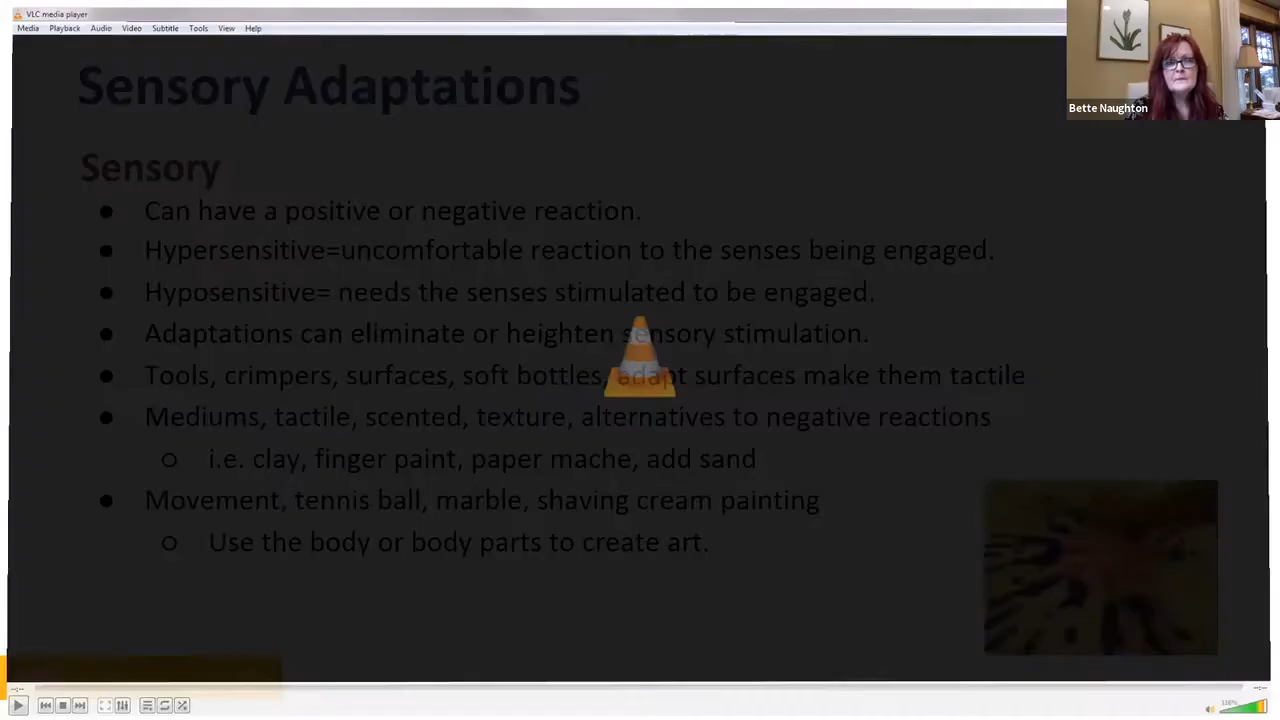 VLC media player
Media Playback Audio Video Subtitle Tools View Help
Bette Naughton
Sensory Adaptations
Sensory
● Can have a positive or negative reaction.
● Hypersensitive=uncomfortable reaction to the senses being engaged.
● Hyposensitive= needs the senses stimulated to be engaged.
● Adaptations can eliminate or heighten sensory stimulation.
● Tools, crimpers, surfaces, soft bottles, adapt surfaces make them tactile
● Mediums, tactile, scented, texture, alternatives to negative reactions
○ i.e. clay, finger paint, paper mache, add sand
● Movement, tennis ball, marble, shaving cream painting
○ Use the body or body parts to create art.